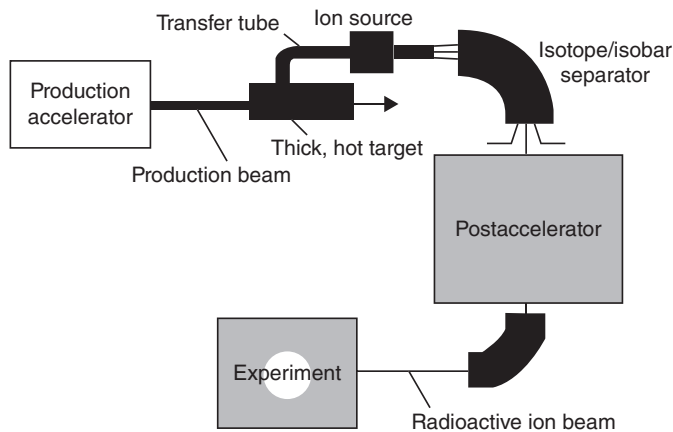 Transfer tube
Ion source
Isotope/isobar
separator
Production
accelerator
Thick, hot target
Production beam
Postaccelerator
Experiment
Radioactive ion beam